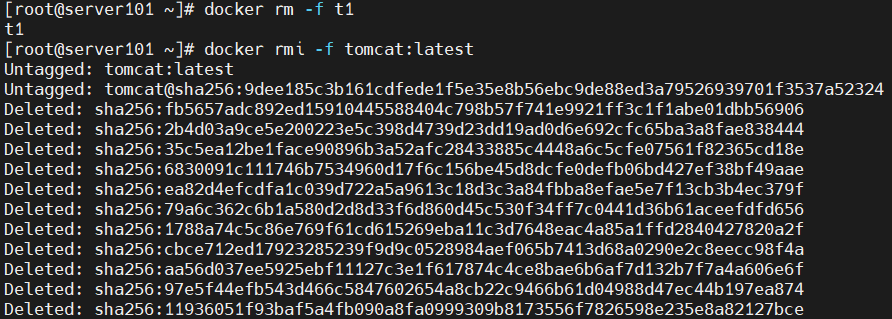 [root@server101 ~]# docker rm -f t1
t1
[root@server101 ~]# docker rmi -f tomcat:latest
Untagged: tomcat:latest
Untagged: tomcat@sha256:9dee185c3b161cdfede1f5e35e8b56ebc9de88ed3a79526939701f3537a52324
Deleted: sha256:fb5657adc892ed15910445588404c798b57f741e9921ff3c1f1abe01dbb56906
Deleted: sha256:2b4d03a9ce5e200223e5c398d4739d23dd19ad0d6e692cfc65ba3a8fae838444
Deleted: sha256:35c5ea12be1face90896b3a52afc28433885c4448a6c5cfe07561f82365cd18e
Deleted: sha256:6830091c111746b7534960d17f6c156be45d8dcfe0defb06bd427ef38bf49aae
Deleted: sha256:ea82d4efcdfa1c039d722a5a9613c18d3c3a84fbba8efae5e7f13cb3b4ec379f
Deleted: sha256:79a6c362c6b1a580d2d8d33f6d860d45c530f34ff7c0441d36b61aceefdfd656
Deleted: sha256:1788a74c5c86e769f61cd615269eba11c3d7648eac4a85a1ffd2840427820a2f
Deleted: sha256:cbce712ed17923285239f9d9c0528984aef065b7413d68a0290e2c8eecc98f4a
Deleted: sha256:aa56d037ee5925ebf11127c3e1f617874c4ce8bae6b6af7d132b7f7a4a606e6f
Deleted: sha256:97e5f44efb543d466c5847602654a8cb22c9466b61d04988d47ec44b197ea874
Deleted: sha256:11936051f93baf5a4fb090a8fa0999309b8173556f7826598e235e8a82127bce